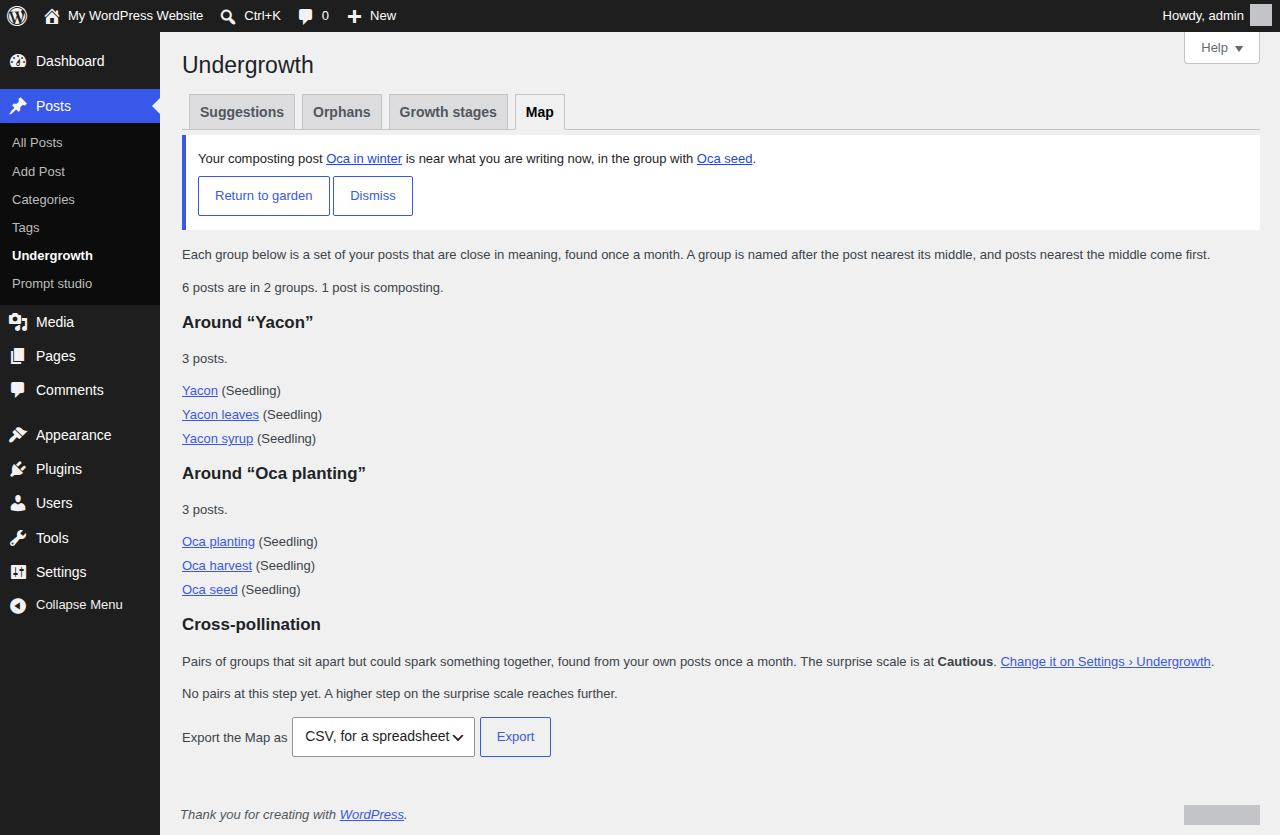 My WordPress Website Ctrl+K 0 New Howdy, admin
Help
Dashboard
Posts
All Posts
Add Post
Categories
Tags
Undergrowth
Prompt studio
Media
Pages
Comments
Appearance
Plugins
Users
Tools
Settings
Collapse Menu
Undergrowth
Suggestions Orphans Growth stages Map
Your composting post Oca in winter is near what you are writing now, in the group with Oca seed.
Return to garden Dismiss
Each group below is a set of your posts that are close in meaning, found once a month. A group is named after the post nearest its middle, and posts nearest the middle come first.
6 posts are in 2 groups. 1 post is composting.
Around “Yacon”
3 posts.
Yacon (Seedling)
Yacon leaves (Seedling)
Yacon syrup (Seedling)
Around “Oca planting”
3 posts.
Oca planting (Seedling)
Oca harvest (Seedling)
Oca seed (Seedling)
Cross-pollination
Pairs of groups that sit apart but could spark something together, found from your own posts once a month. The surprise scale is at Cautious. Change it on Settings › Undergrowth.
No pairs at this step yet. A higher step on the surprise scale reaches further.
Export the Map as CSV, for a spreadsheet Export
Thank you for creating with WordPress.